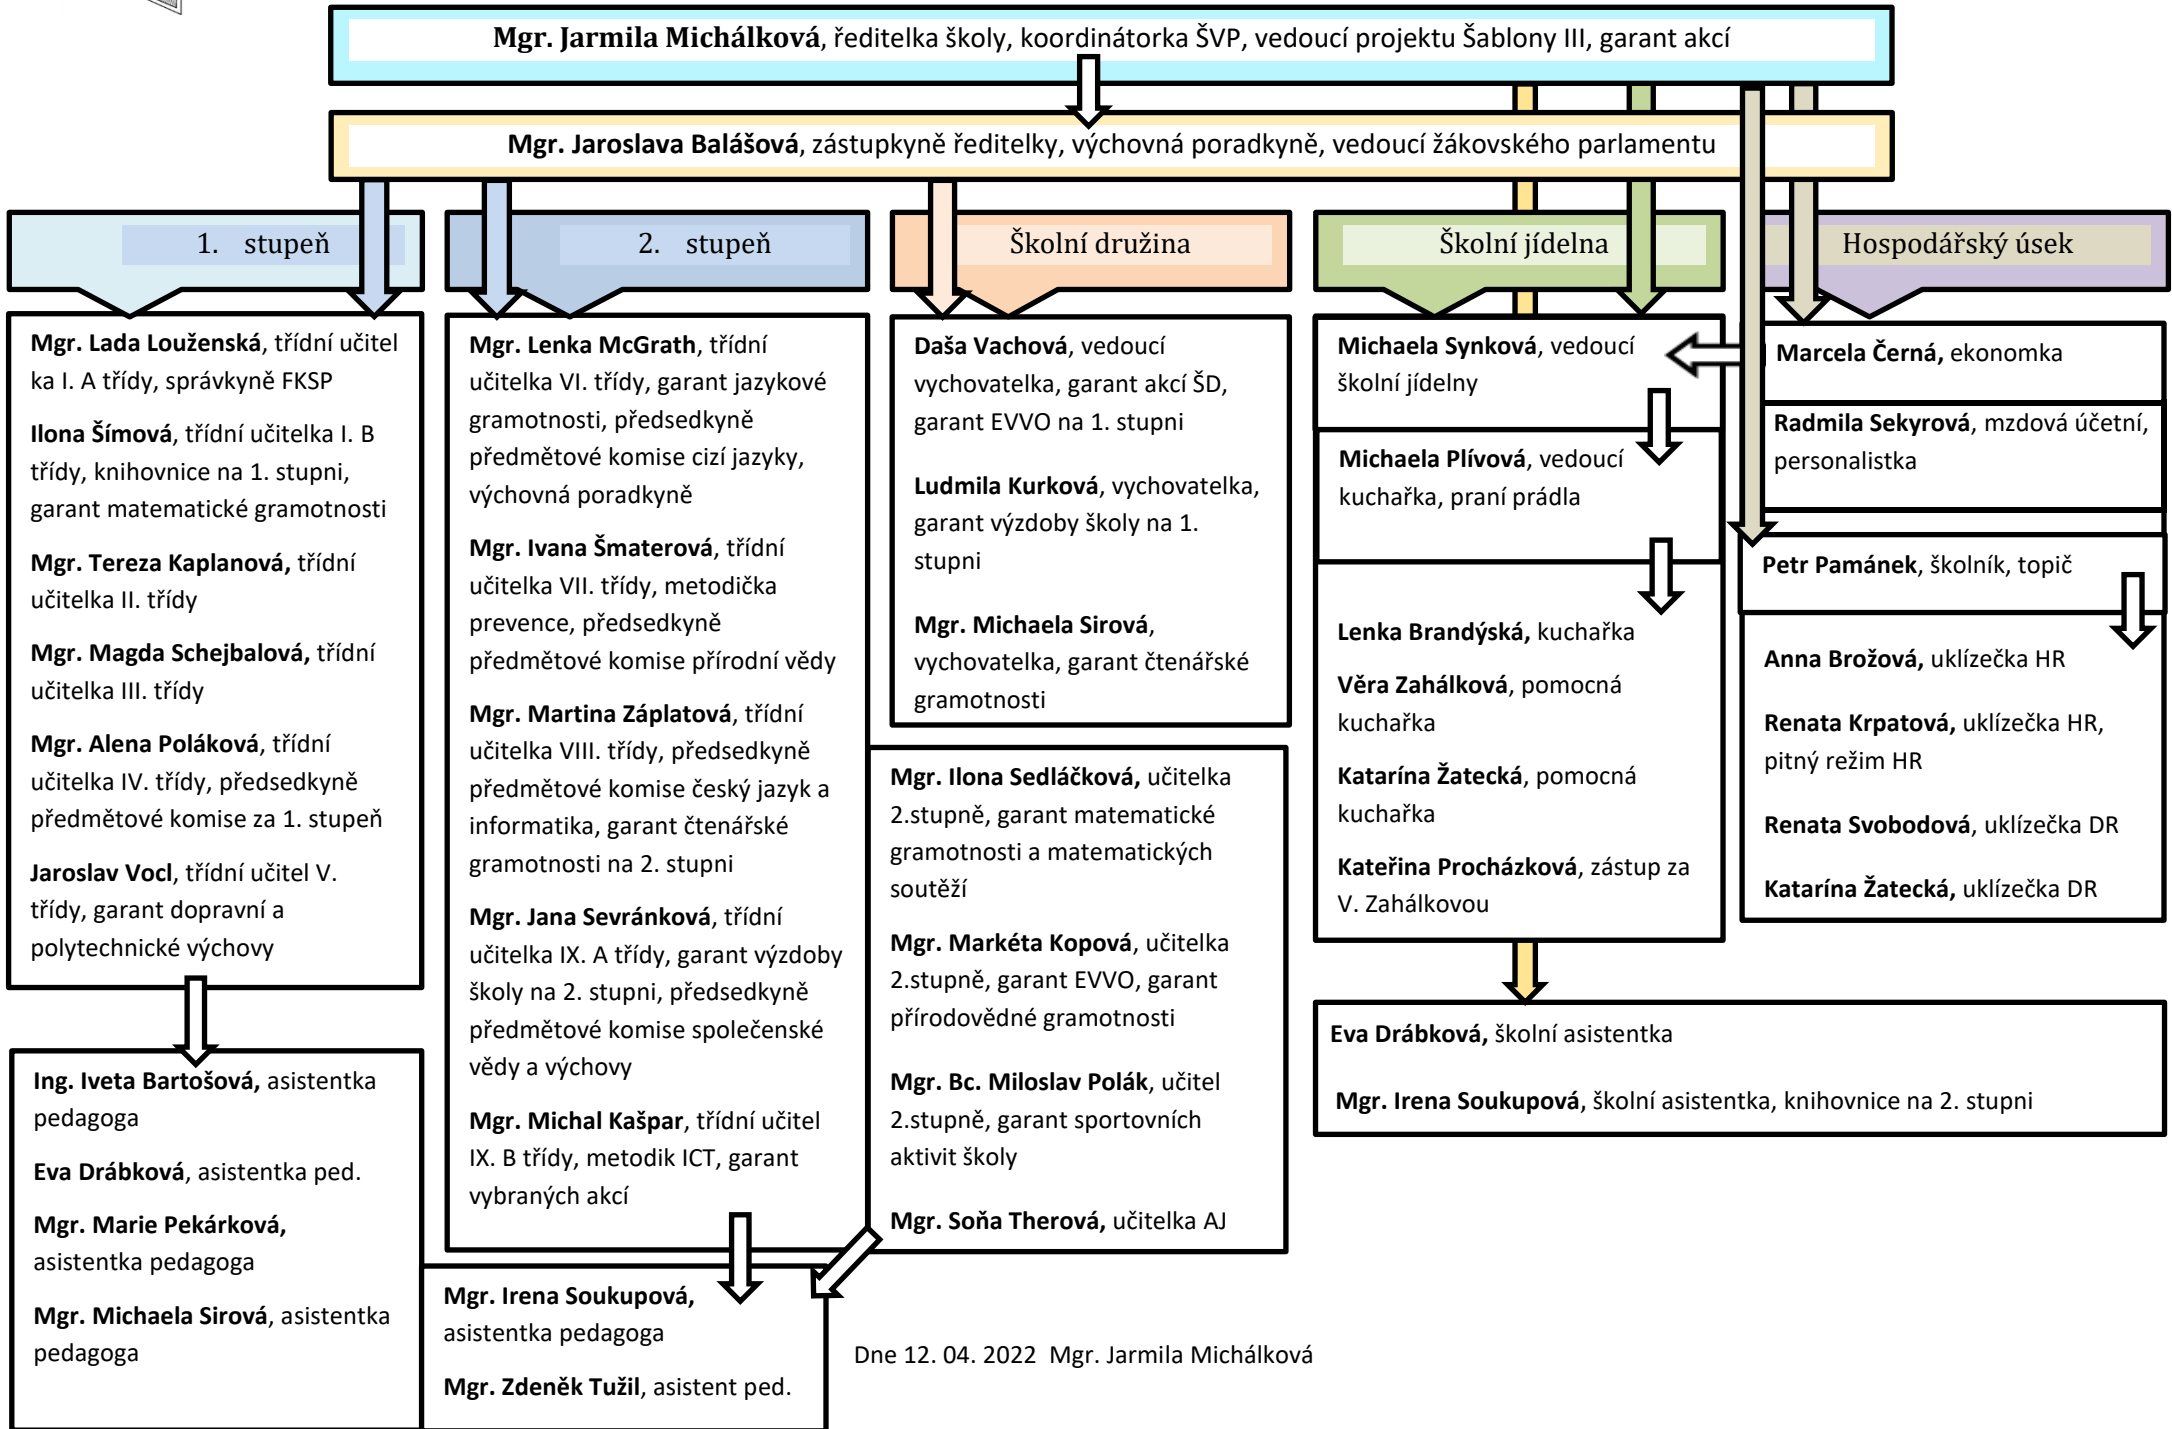 Mgr. Jarmila Michálková, ředitelka školy, koordinátorka ŠVP, vedoucí projektu Šablony III, garant akcí
Mgr. Jaroslava Balášová, zástupkyně ředitelky, výchovná poradkyně, vedoucí žákovského parlamentu
1. stupeň
Mgr. Lada Louženská, třídní učitel
ka I. A třídy, správkyně FKSP
Ilona Šímová, třídní učitelka I. B
třídy, knihovnice na 1. stupni,
garant matematické gramotnosti
Mgr. Tereza Kaplanová, třídní
učitelka II. třídy
Mgr. Magda Schejbalová, třídní
učitelka III. třídy
Mgr. Alena Poláková, třídní
učitelka IV. třídy, předsedkyně
předmětové komise za 1. stupeň
Jaroslav Vocl, třídní učitel V.
třídy, garant dopravní a
polytechnické výchovy
Ing. Iveta Bartošová, asistentka
pedagoga
Eva Drábková, asistentka ped.
Mgr. Marie Pekárková,
asistentka pedagoga
Mgr. Michaela Sirová, asistentka
pedagoga
2. stupeň
Mgr. Lenka McGrath, třídní
učitelka VI. třídy, garant jazykové
gramotnosti, předsedkyně
předmětové komise cizí jazyky,
výchovná poradkyně
Mgr. Ivana Šmaterová, třídní
učitelka VII. třídy, metodička
prevence, předsedkyně
předmětové komise přírodní vědy
Mgr. Martina Záplatová, třídní
učitelka VIII. třídy, předsedkyně
předmětové komise český jazyk a
informatika, garant čtenářské
gramotnosti na 2. stupni
Mgr. Jana Sevránková, třídní
učitelka IX. A třídy, garant výzdoby
školy na 2. stupni, předsedkyně
předmětové komise společenské
vědy a výchovy
Mgr. Michal Kašpar, třídní učitel
IX. B třídy, metodik ICT, garant
vybraných akcí
Mgr. Irena Soukupová,
asistentka pedagoga
Mgr. Zdeněk Tužil, asistent ped.
Školní družina
Daša Vachová, vedoucí
vychovatelka, garant akcí ŠD,
garant EVVO na 1. stupni
Ludmila Kurková, vychovatelka,
garant výzdoby školy na 1.
stupni
Mgr. Michaela Sirová,
vychovatelka, garant čtenářské
gramotnosti
Mgr. Ilona Sedláčková, učitelka
2.stupně, garant matematické
gramotnosti a matematických
soutěží
Mgr. Markéta Kopová, učitelka
2.stupně, garant EVVO, garant
přírodovědné gramotnosti
Mgr. Bc. Miloslav Polák, učitel
2.stupně, garant sportovních
aktivit školy
Mgr. Soňa Therová, učitelka AJ
Školní jídelna
Michaela Synková, vedoucí
školní jídelny
Michaela Plívová, vedoucí
kuchařka, praní prádla
Lenka Brandýská, kuchařka
Věra Zahálková, pomocná
kuchařka
Katarína Žatecká, pomocná
kuchařka
Kateřina Procházková, zástup za
V. Zahálkovou
Hospodářský úsek
Marcela Černá, ekonomka
Radmila Sekyrová, mzdová účetní,
personalistka
Petr Pamánek, školník, topič
Anna Brožová, uklízečka HR
Renata Krpatová, uklízečka HR,
pitný režim HR
Renata Svobodová, uklízečka DR
Katarína Žatecká, uklízečka DR
Eva Drábková, školní asistentka
Mgr. Irena Soukupová, školní asistentka, knihovnice na 2. stupni
Dne 12. 04. 2022 Mgr. Jarmila Michálková